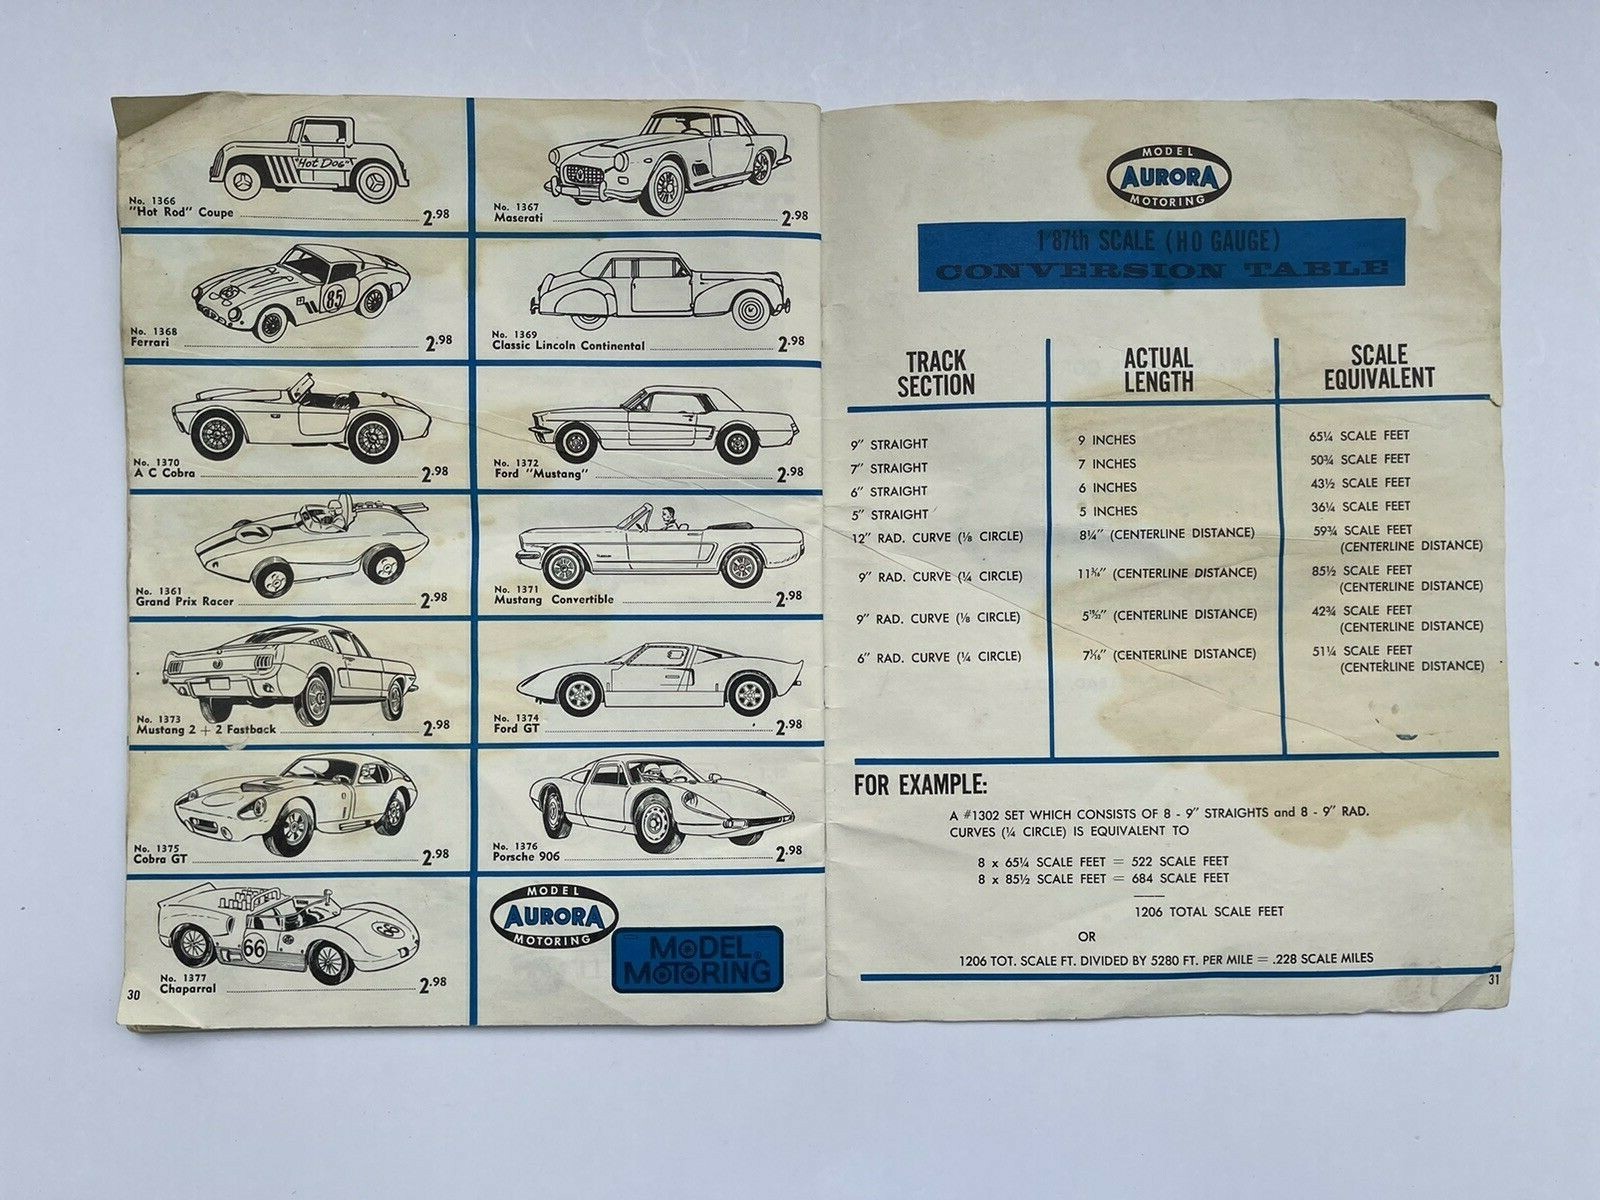 "Hot Dog"
No. 1366
"Hot Rod" Coupe 2.98
No. 1367
Maserati 2.98
85
No. 1368
Ferrari 2.98
No. 1369
Classic Lincoln Continental 2.98
No. 1370
A C Cobra 2.98
No. 1372
Ford "Mustang" 2.98
7
No. 1361
Grand Prix Racer 2.98
No. 1371
Mustang Convertible 2.98
No. 1373
Mustang 2 + 2 Fastback 2.98
No. 1374
Ford GT 2.98
No. 1375
Cobra GT 2.98
No. 1376
Porsche 906 2.98
66
66
No. 1377
Chaparral 2.98
MODEL
AURORA
MOTORING
MODEL
MOTORING®
30
MODEL
AURORA
MOTORING
1 87th SCALE (HO GAUGE)
CONVERSION TABLE
TRACK SECTION ACTUAL LENGTH SCALE EQUIVALENT
9" STRAIGHT 9 INCHES 65¼ SCALE FEET
7" STRAIGHT 7 INCHES 50¾ SCALE FEET
6" STRAIGHT 6 INCHES 43½ SCALE FEET
5" STRAIGHT 5 INCHES 36¼ SCALE FEET
12" RAD. CURVE (⅛ CIRCLE) 8¼" (CENTERLINE DISTANCE) 59¾ SCALE FEET
(CENTERLINE DISTANCE)
9" RAD. CURVE (¼ CIRCLE) (CENTERLINE DISTANCE) 85½ SCALE FEET
(CENTERLINE DISTANCE)
9" RAD. CURVE (⅛ CIRCLE) (CENTERLINE DISTANCE) 42¾ SCALE FEET
(CENTERLINE DISTANCE)
6" RAD. CURVE (¼ CIRCLE) 7 1/16" (CENTERLINE DISTANCE) 51¼ SCALE FEET
(CENTERLINE DISTANCE)
FOR EXAMPLE:
A #1302 SET WHICH CONSISTS OF 8 - 9" STRAIGHTS and 8 - 9" RAD.
CURVES (¼ CIRCLE) IS EQUIVALENT TO
8 x 65¼ SCALE FEET = 522 SCALE FEET
8 x 85½ SCALE FEET = 684 SCALE FEET
1206 TOTAL SCALE FEET
OR
1206 TOT. SCALE FT. DIVIDED BY 5280 FT. PER MILE = .228 SCALE MILES
31